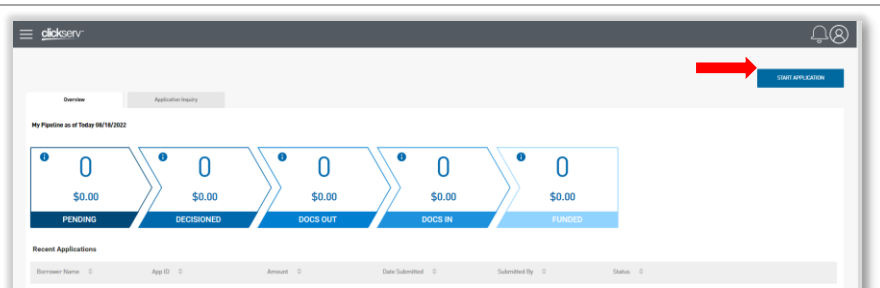 clickserv
START APPLICATION
Overview Application Inquiry
My Pipeline as of Today 08/18/2022
0 0 0 0 0
$0.00 $0.00 $0.00 $0.00 $0.00
PENDING DECISIONED DOCS OUT DOCS IN FUNDED
Recent Applications
Borrower Name App ID Amount Date Submitted Submitted By Status